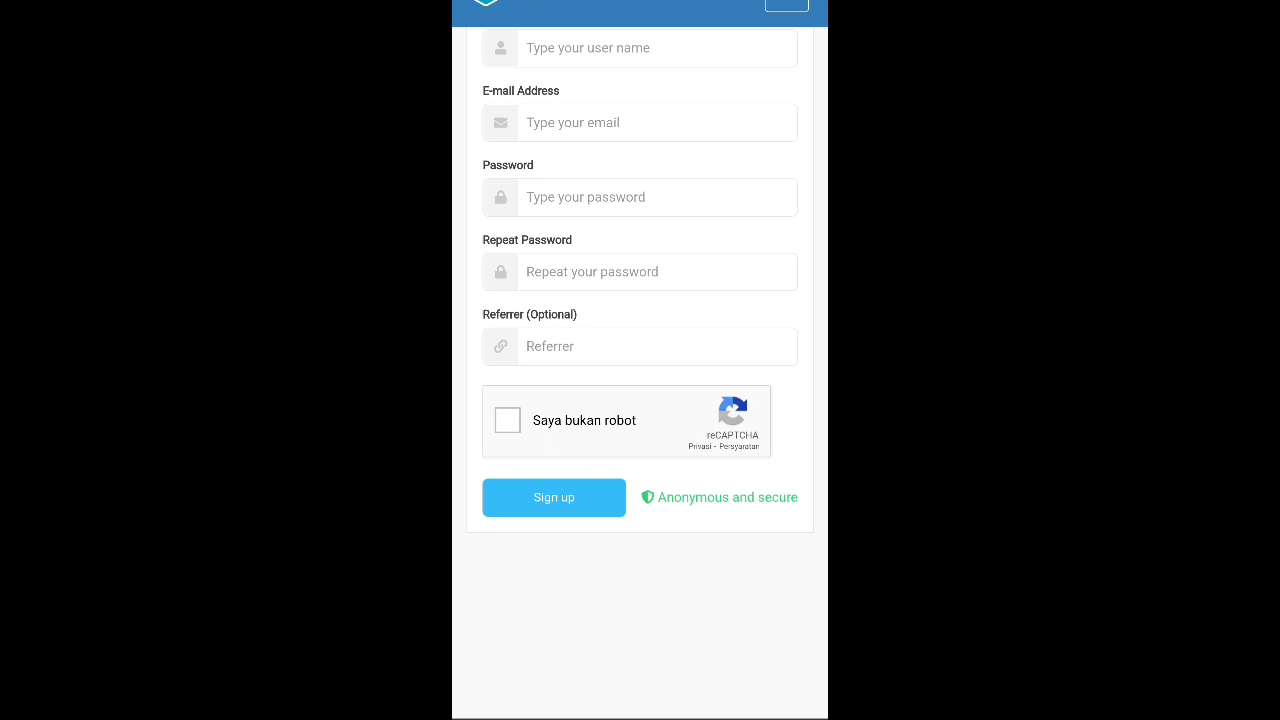 Type your user name
E-mail Address
Type your email
Password
Type your password
Repeat Password
Repeat your password
Referrer (Optional)
Referrer
Saya bukan robot
reCAPTCHA
Privasi - Persyaratan
Sign up
Anonymous and secure